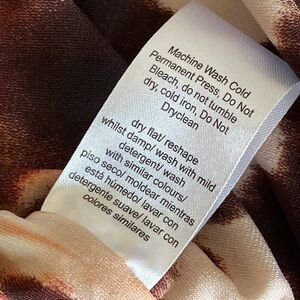 Machine Wash Cold
Permanent Press, Do Not
Bleach, do not tumble
dry, cold iron, Do Not
Dryclean
dry flat/ reshape
whilst damp/ wash with mild
detergent/ wash
with similar colours/
piso seco/ moldear mientras
está húmedo/ lavar con
detergente suave/ lavar con
colores similares